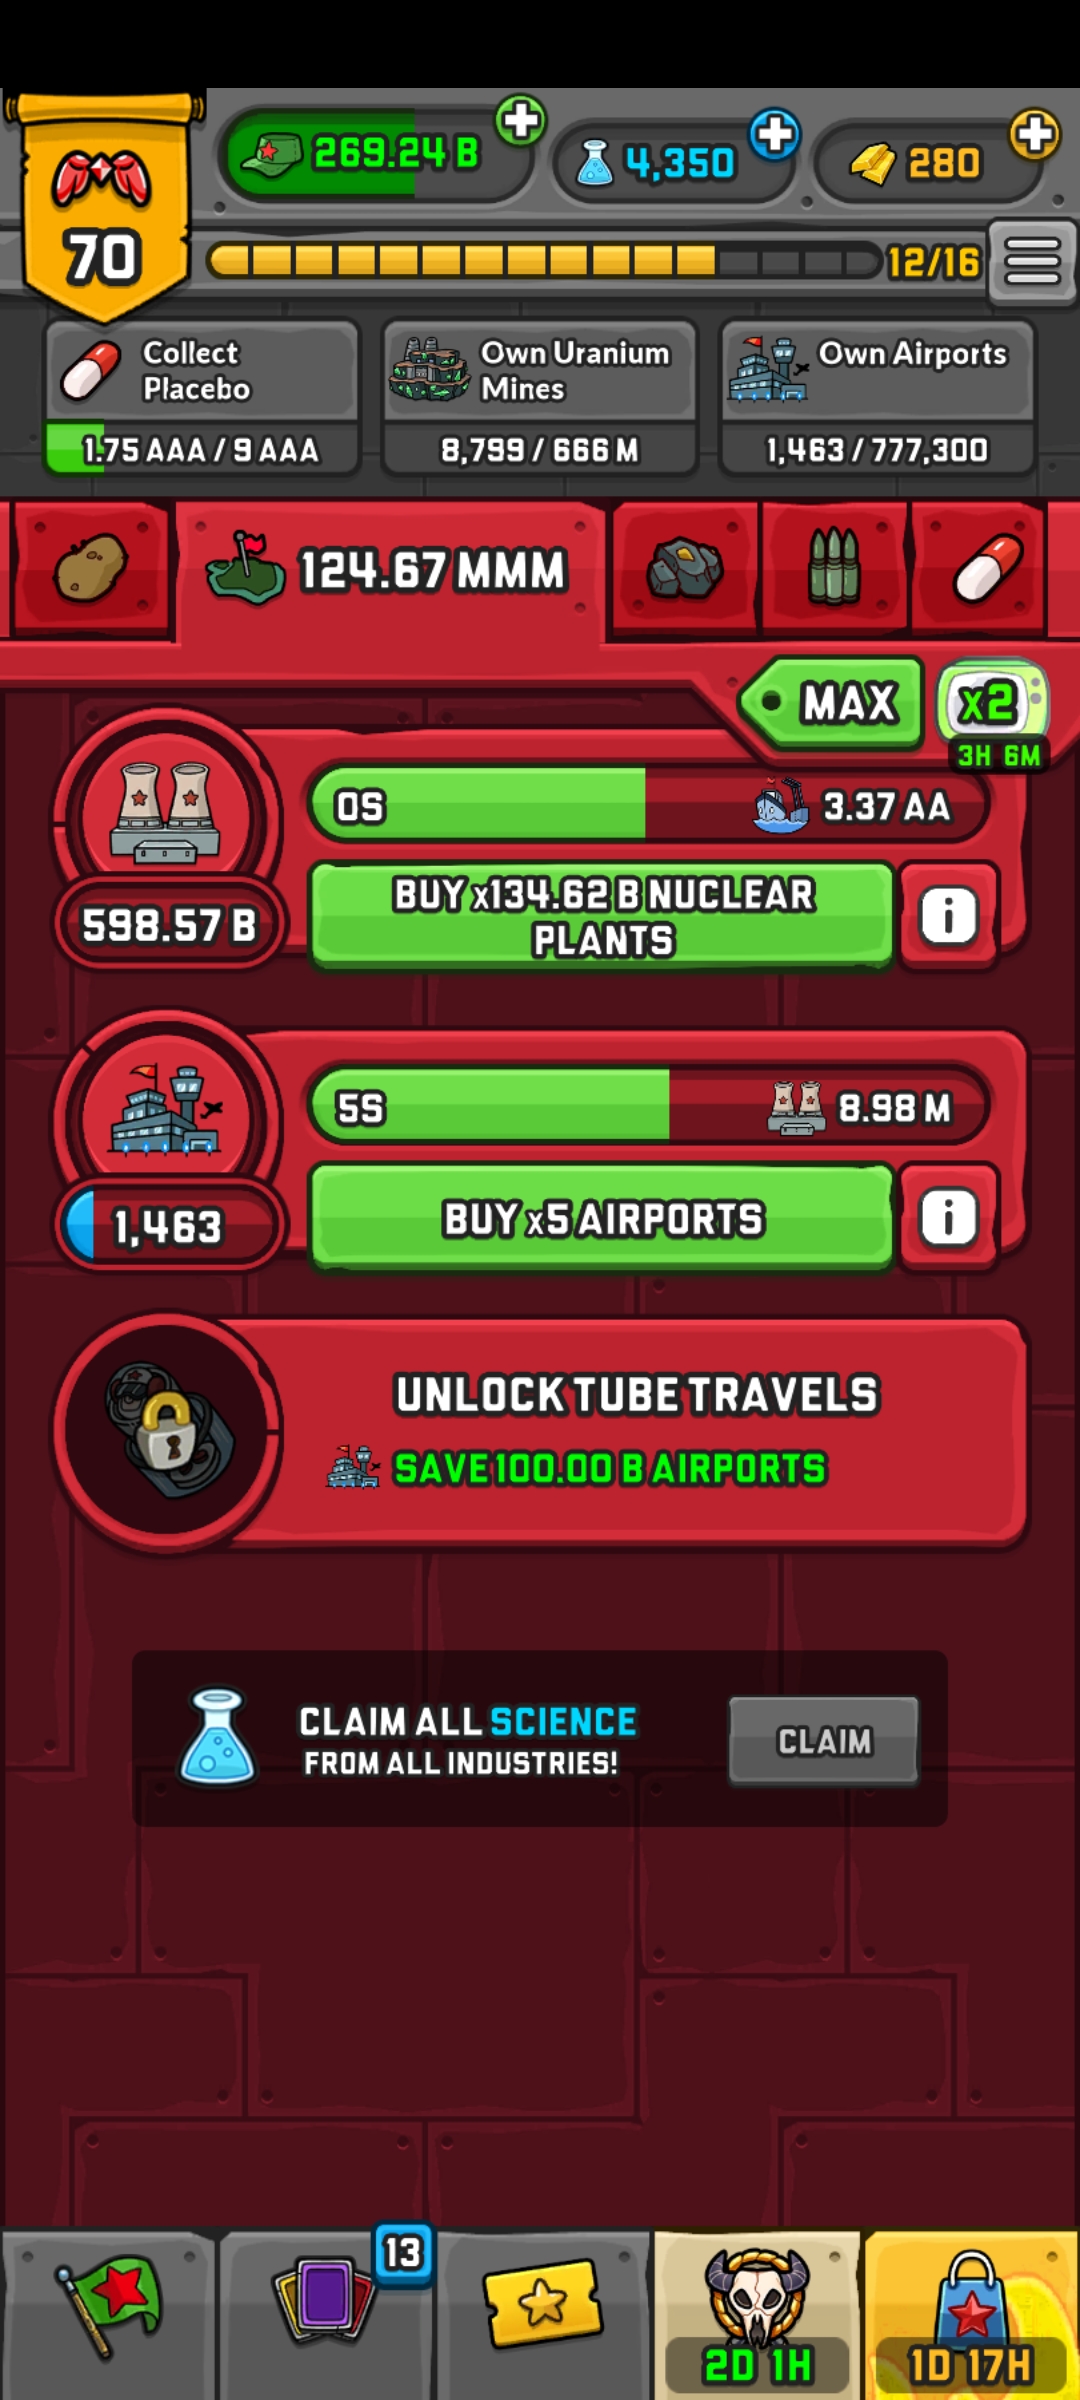 269.24 B
4,350
280
70
12/16
Collect
Placebo
Own Uranium
Mines
Own Airports
1.75 AAA / 9 AAA
8,799 / 666 M
1,463 / 777,300
124.67 MMM
MAX
x2
3H 6M
0S
3.37 AA
598.57 B
BUY x134.62 B NUCLEAR
PLANTS
i
5S
8.98 M
1,463
BUY x5 AIRPORTS
i
UNLOCK TUBE TRAVELS
SAVE 100.00 B AIRPORTS
CLAIM ALL SCIENCE
FROM ALL INDUSTRIES!
CLAIM
13
2D 1H
1D 17H